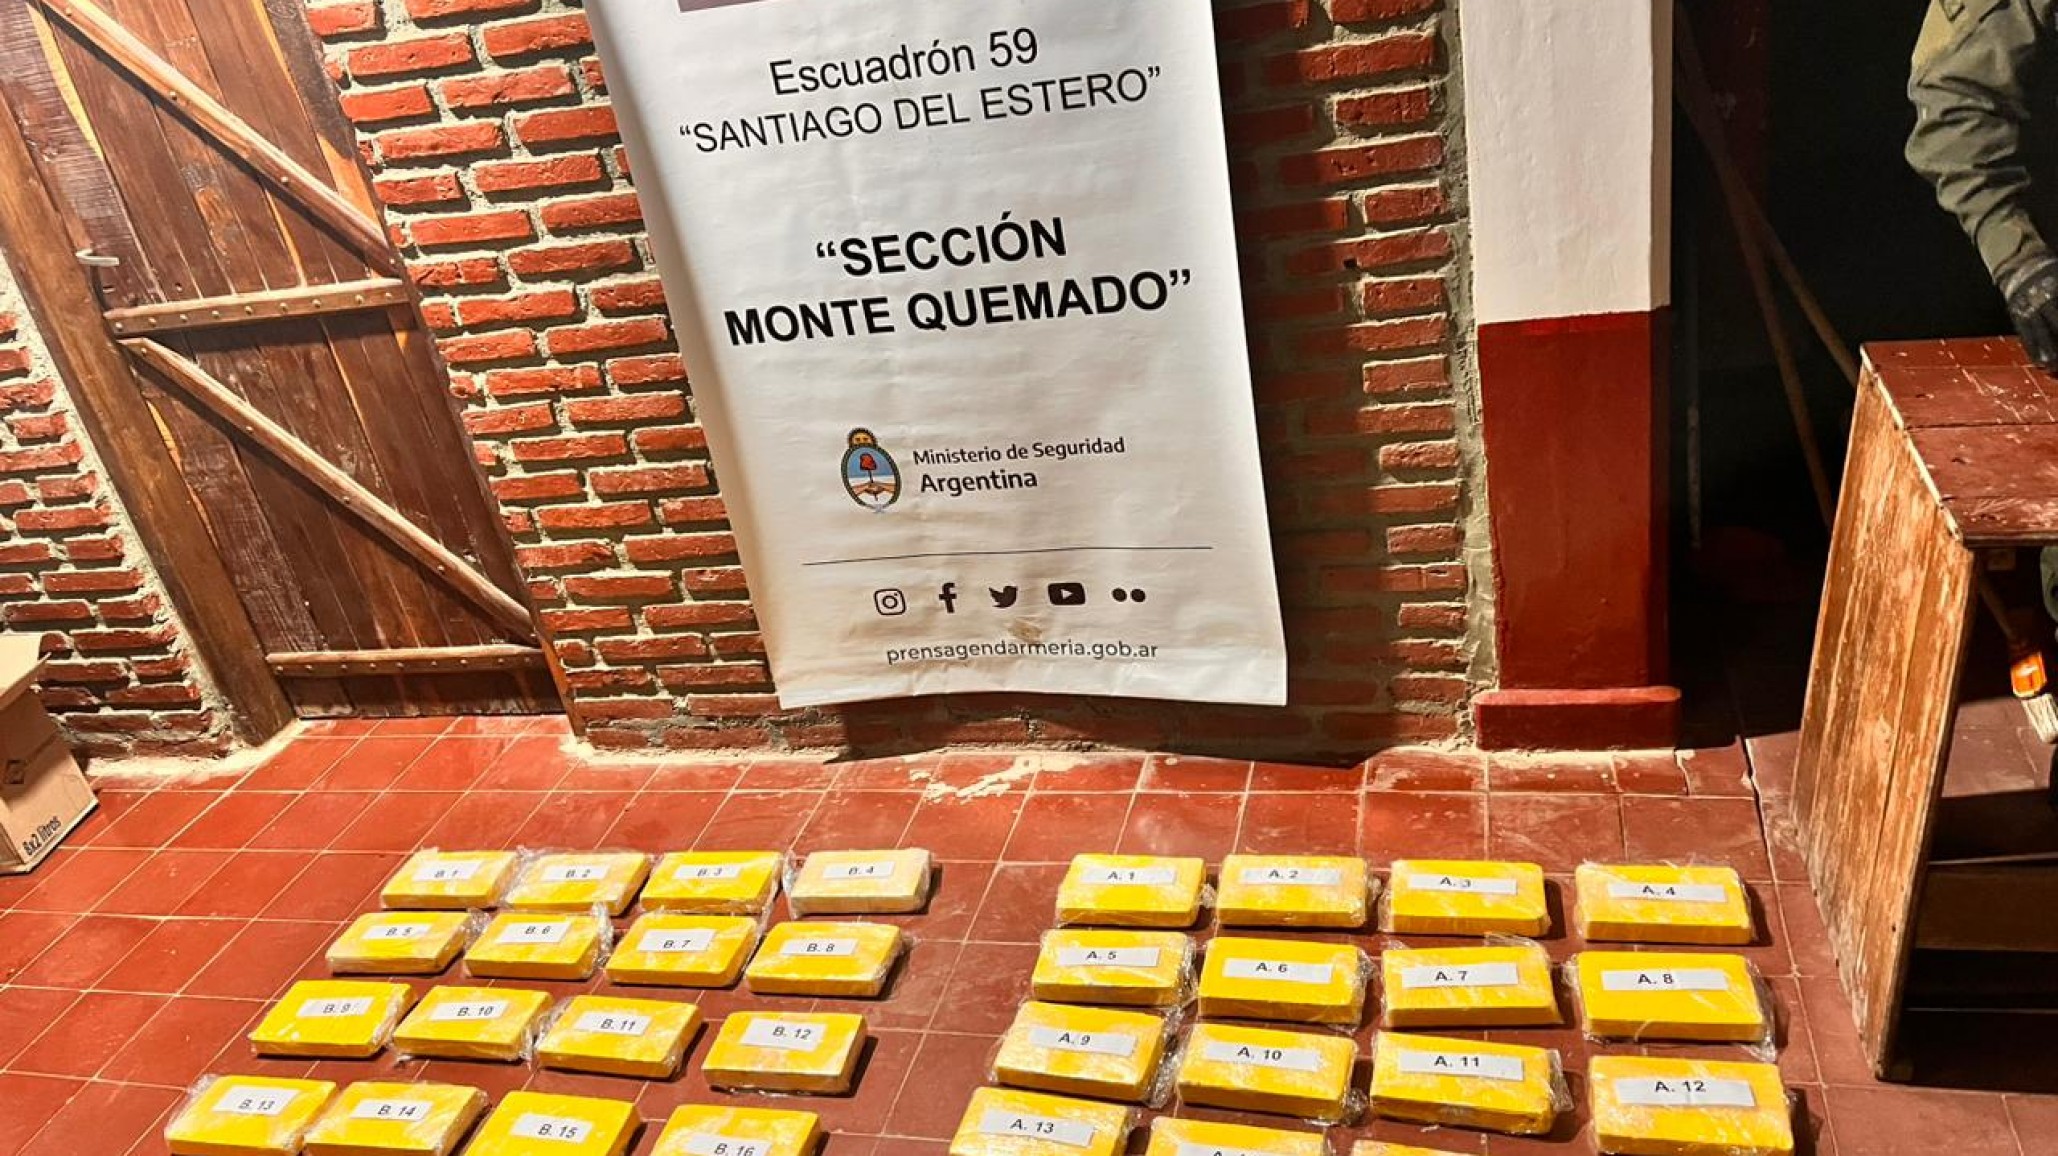 Escuadrón 59
“SANTIAGO DEL ESTERO”
“SECCIÓN
MONTE QUEMADO”
Ministerio de Seguridad
Argentina
prensagendarmeria.gob.ar
8x2 litros
B. 1
B. 2
B. 3
B. 4
A. 1
A. 2
A. 3
A. 4
B. 5
B. 6
B. 7
B. 8
A. 5
A. 6
A. 7
A. 8
B. 9
B. 10
B. 11
B. 12
A. 9
A. 10
A. 11
A. 12
B. 13
B. 14
B. 15
B. 16
A. 13